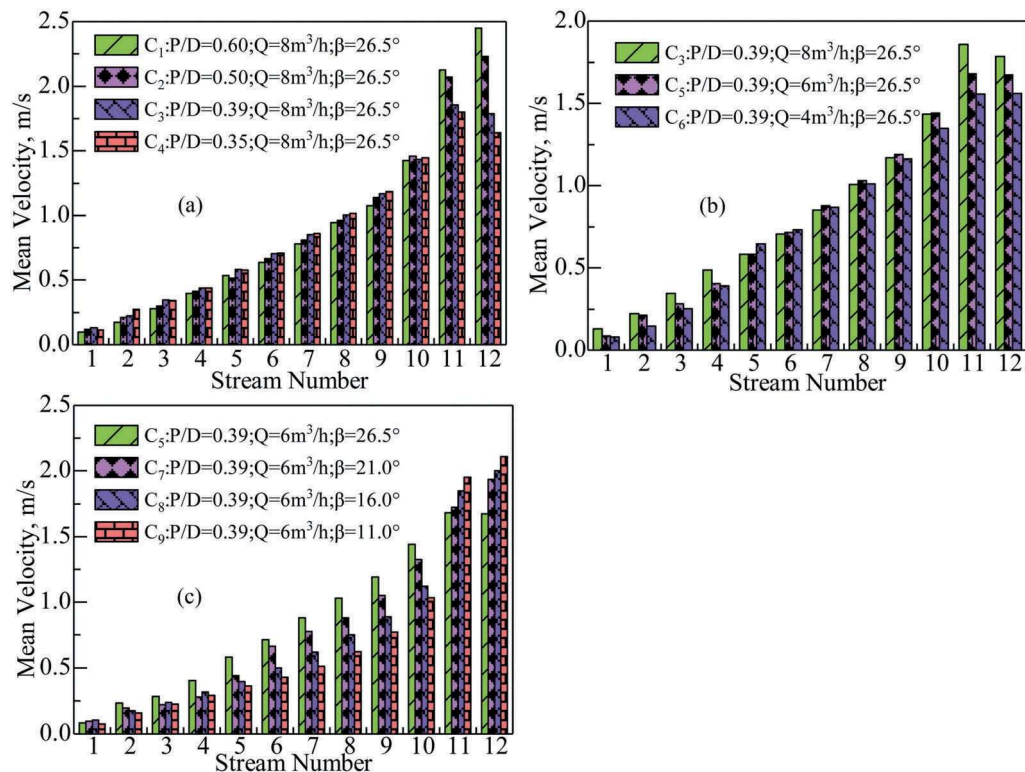 2.5
2.0
1.5
1.0
0.5
0.0
Mean Velocity, m/s
C₁:P/D=0.60;Q=8m³/h;β=26.5°
C₂:P/D=0.50;Q=8m³/h;β=26.5°
C₃:P/D=0.39;Q=8m³/h;β=26.5°
C₄:P/D=0.35;Q=8m³/h;β=26.5°
(a)
1 2 3 4 5 6 7 8 9 10 11 12
Stream Number
2.0
1.5
1.0
0.5
0.0
Mean Velocity, m/s
C₃:P/D=0.39;Q=8m³/h;β=26.5°
C₅:P/D=0.39;Q=6m³/h;β=26.5°
C₆:P/D=0.39;Q=4m³/h;β=26.5°
(b)
1 2 3 4 5 6 7 8 9 10 11 12
Stream Number
2.5
2.0
1.5
1.0
0.5
0.0
Mean Velocity, m/s
C₅:P/D=0.39;Q=6m³/h;β=26.5°
C₇:P/D=0.39;Q=6m³/h;β=21.0°
C₈:P/D=0.39;Q=6m³/h;β=16.0°
C₉:P/D=0.39;Q=6m³/h;β=11.0°
(c)
1 2 3 4 5 6 7 8 9 10 11 12
Stream Number